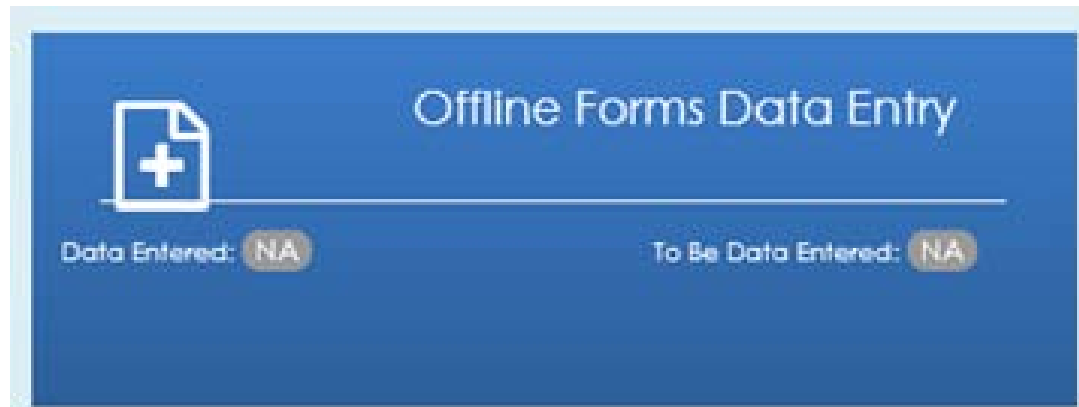 Offline Forms Data Entry
Data Entered: NA To Be Data Entered: NA